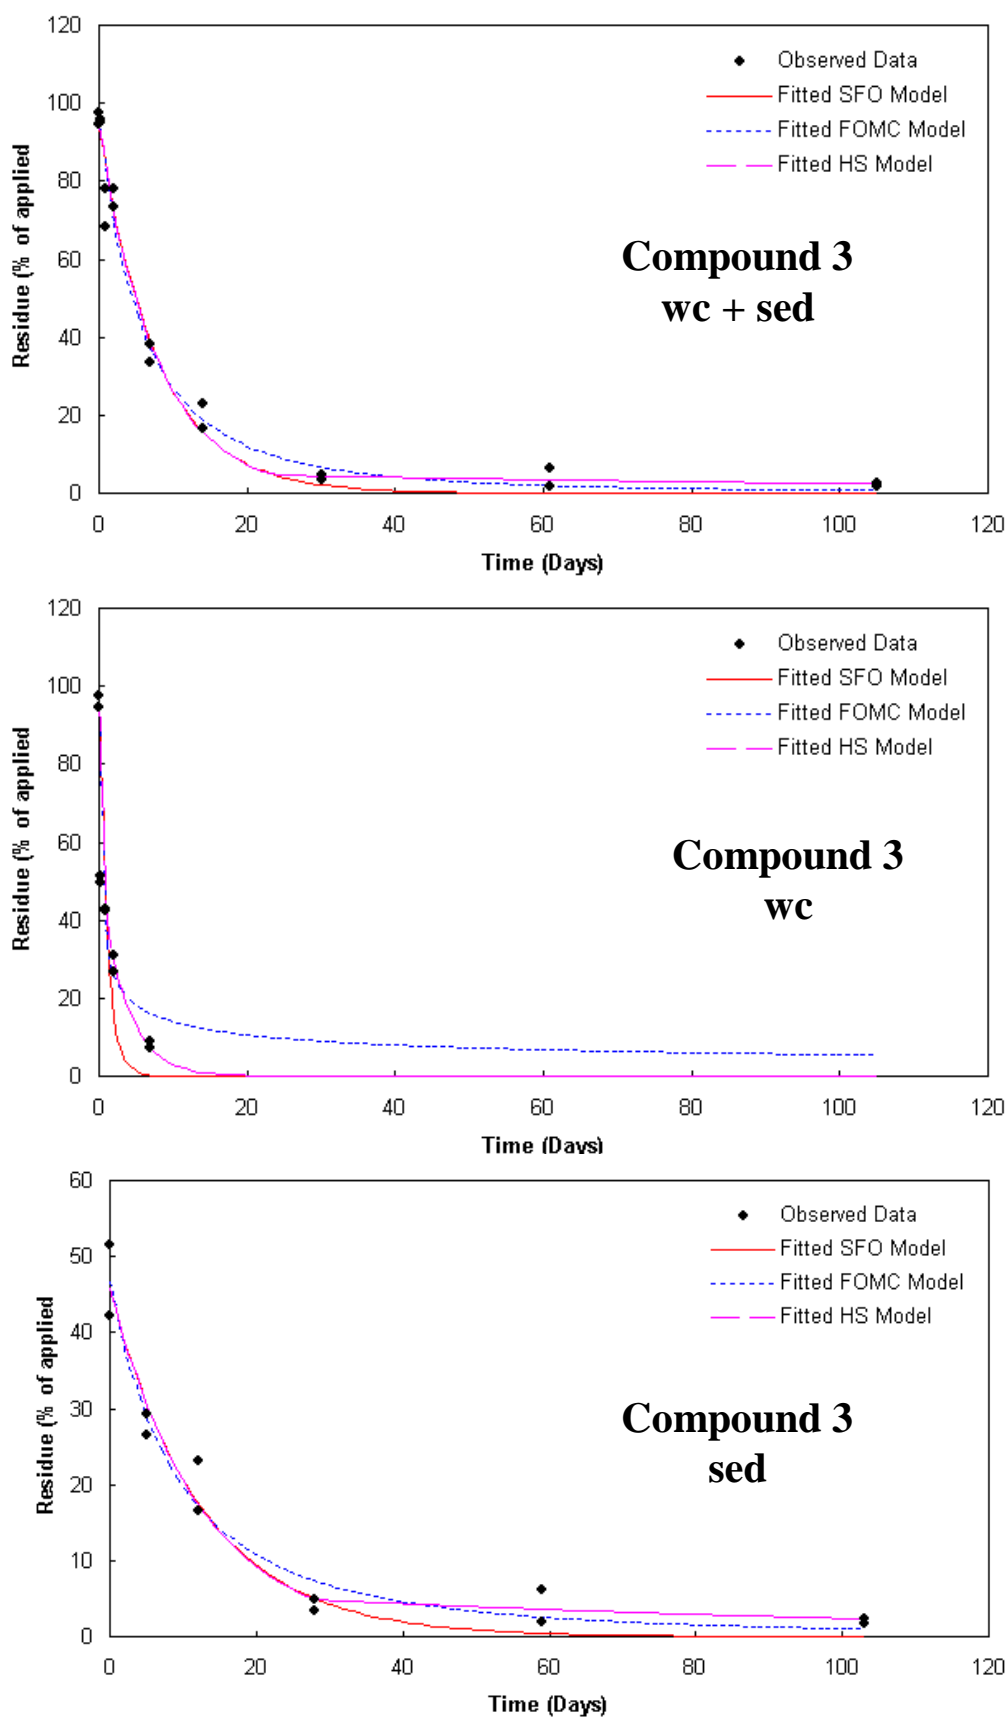 120
100
80
60
40
20
0
Residue (% of applied
Observed Data
Fitted SFO Model
Fitted FOMC Model
Fitted HS Model
Compound 3
wc + sed
0 20 40 60 80 100 120
Time (Days)
120
100
80
60
40
20
0
Residue (% of applied
Observed Data
Fitted SFO Model
Fitted FOMC Model
Fitted HS Model
Compound 3
wc
0 20 40 60 80 100 120
Time (Days)
60
50
40
30
20
10
0
Residue (% of applied
Observed Data
Fitted SFO Model
Fitted FOMC Model
Fitted HS Model
Compound 3
sed
0 20 40 60 80 100 120
Time (Days)